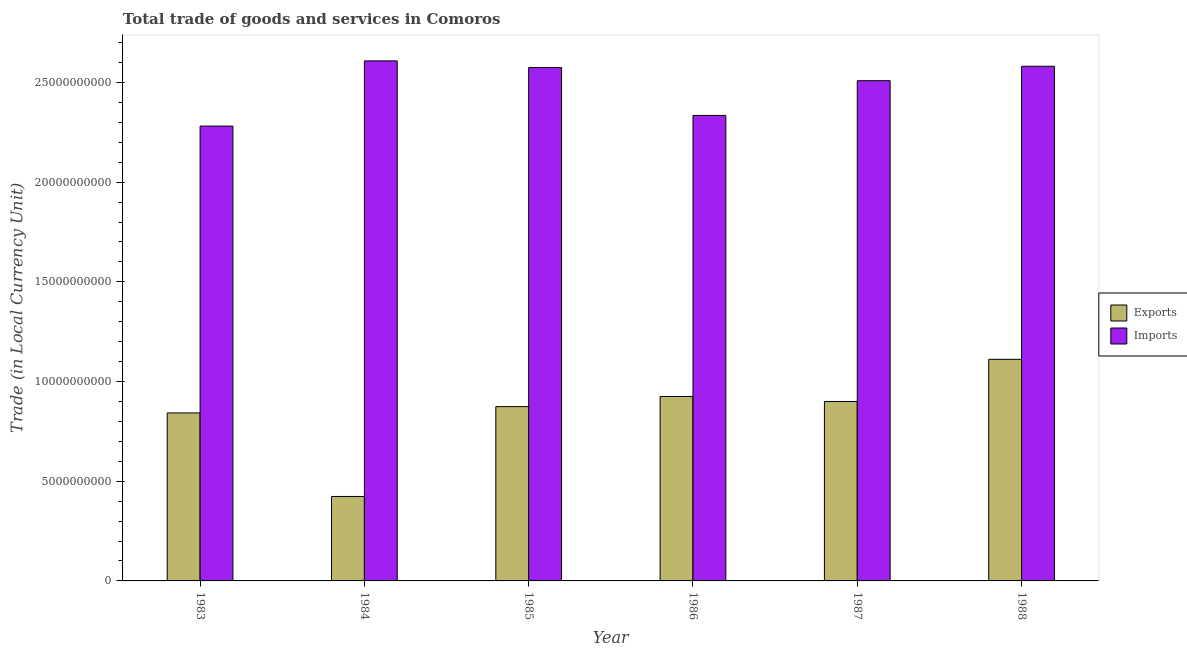 Total trade of goods and services in Comoros
Trade (in Local Currency Unit)
25000000000
20000000000
15000000000
10000000000
5000000000
0
1983
1984
1985
1986
1987
1988
Year
Exports
Imports